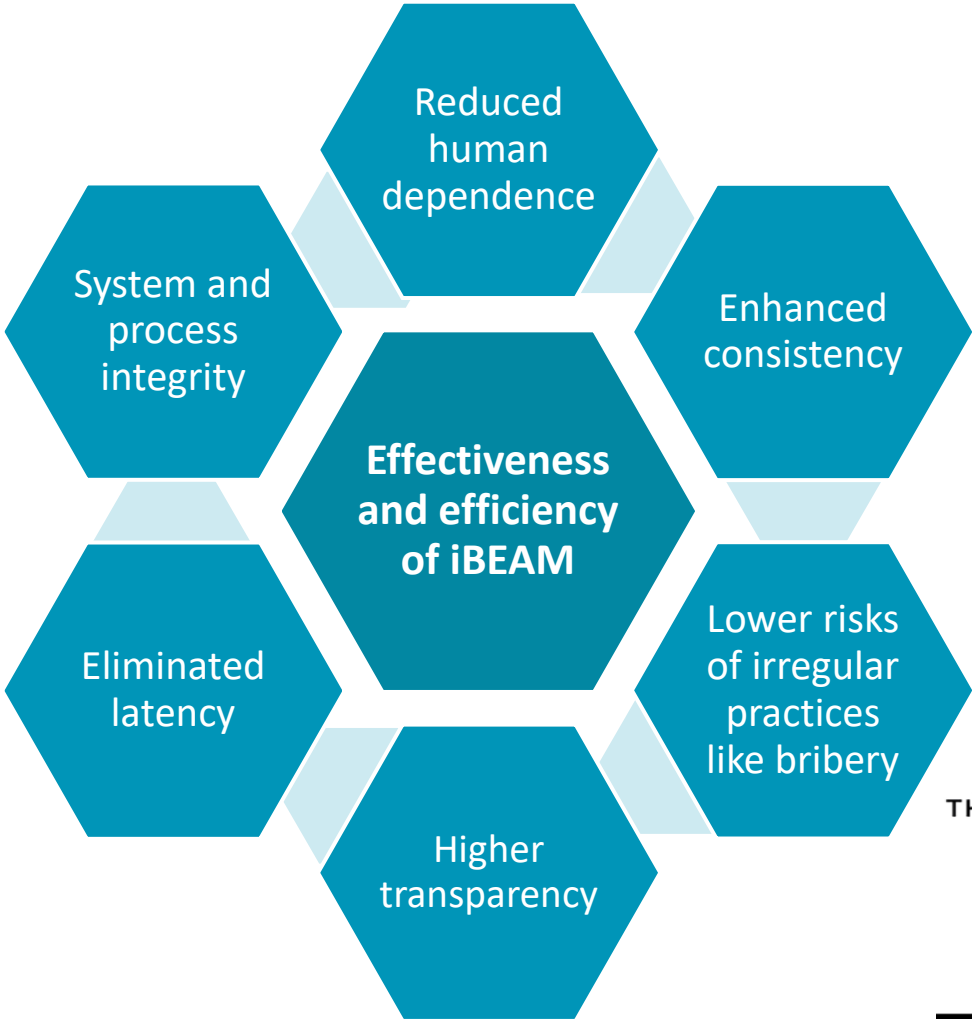 Reduced
human
dependence
System and
process
integrity
Enhanced
consistency
Effectiveness
and efficiency
of iBEAM
Eliminated
latency
Lower risks
of irregular
practices
like bribery
Higher
transparency
TH